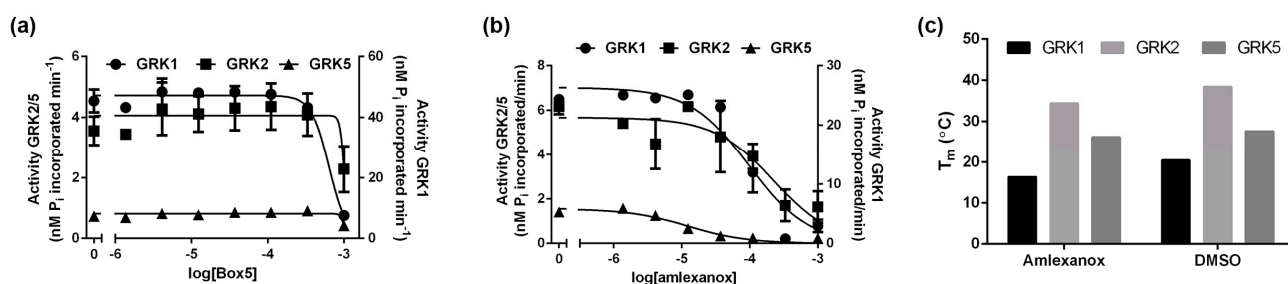 (a)
GRK1 GRK2 GRK5
Activity GRK2/5
(nM Pi incorporated min⁻¹)
6
4
2
0
60
40
20
0
Activity GRK1
(nM Pi incorporated min⁻¹)
0 -6 -5 -4 -3
log[Box5]
(b)
GRK1 GRK2 GRK5
Activity GRK2/5
(nM Pi incorporated/min)
8
6
4
2
0
30
20
10
0
Activity GRK1
(nM Pi incorporated/min)
0 -6 -5 -4 -3
log[amlexanox]
(c)
GRK1 GRK2 GRK5
Tm (°C)
50
40
30
20
10
0
Amlexanox DMSO